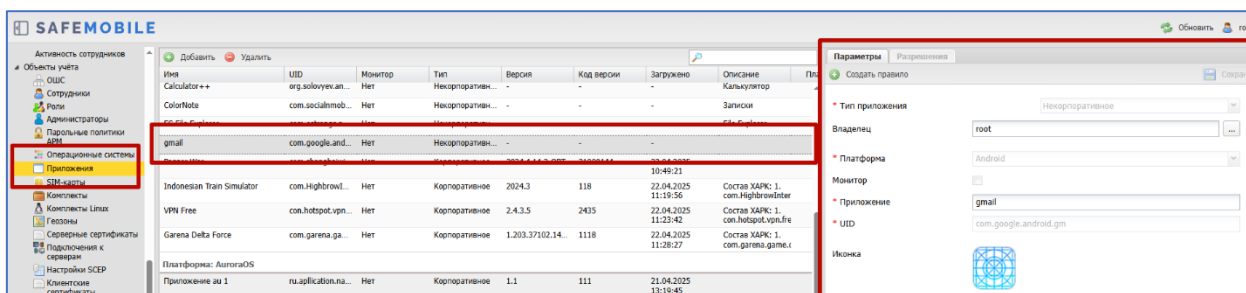 SAFEMOBILE
Обновить
Активность сотрудников
Объекты учёта
ОШС
Сотрудники
Роли
Администраторы
Парольные политики
АРМ
Операционные системы
Приложения
SIM-карты
Комплекты
Комплекты Linux
Геозоны
Серверные сертификаты
Подключения к
серверам
Настройки SCEP
Клиентские
Добавить Удалить
Имя UID Монитор Тип Версия Код версии Загружено Описание
Calculator++ org.solovyev.an... Нет Некорпоративн... - - - Калькулятор
ColorNote com.socialnmob... Нет Некорпоративн... - - - Записки
gmail com.google.and... Нет Некорпоративн... - - -
10:49:21
Indonesian Train Simulator com.HighbrowI... Нет Корпоративное 2024.3 118 22.04.2025 Состав ХАРК: 1.
11:19:56 com.HighbrowInter
VPN Free con.hotspot.vpn... Нет Корпоративное 2.4.3.5 2435 22.04.2025 Состав ХАРК: 1.
11:23:42 con.hotspot.vpn.fre
Garena Delta Force com.garena.ga... Нет Корпоративное 1.203.37102.14... 1118 22.04.2025 Состав ХАРК: 1.
11:28:27 com.garena.game.c
Платформа: AuroraOS
Приложение au 1 ru.aplication.na... Нет Корпоративное 1.1 111 21.04.2025
13:19:45
Параметры Разрешения
Создать правило
* Тип приложения Некорпоративное
Владелец root ...
* Платформа Android
Монитор
* Приложение gmail
* UID com.google.android.gm
Иконка